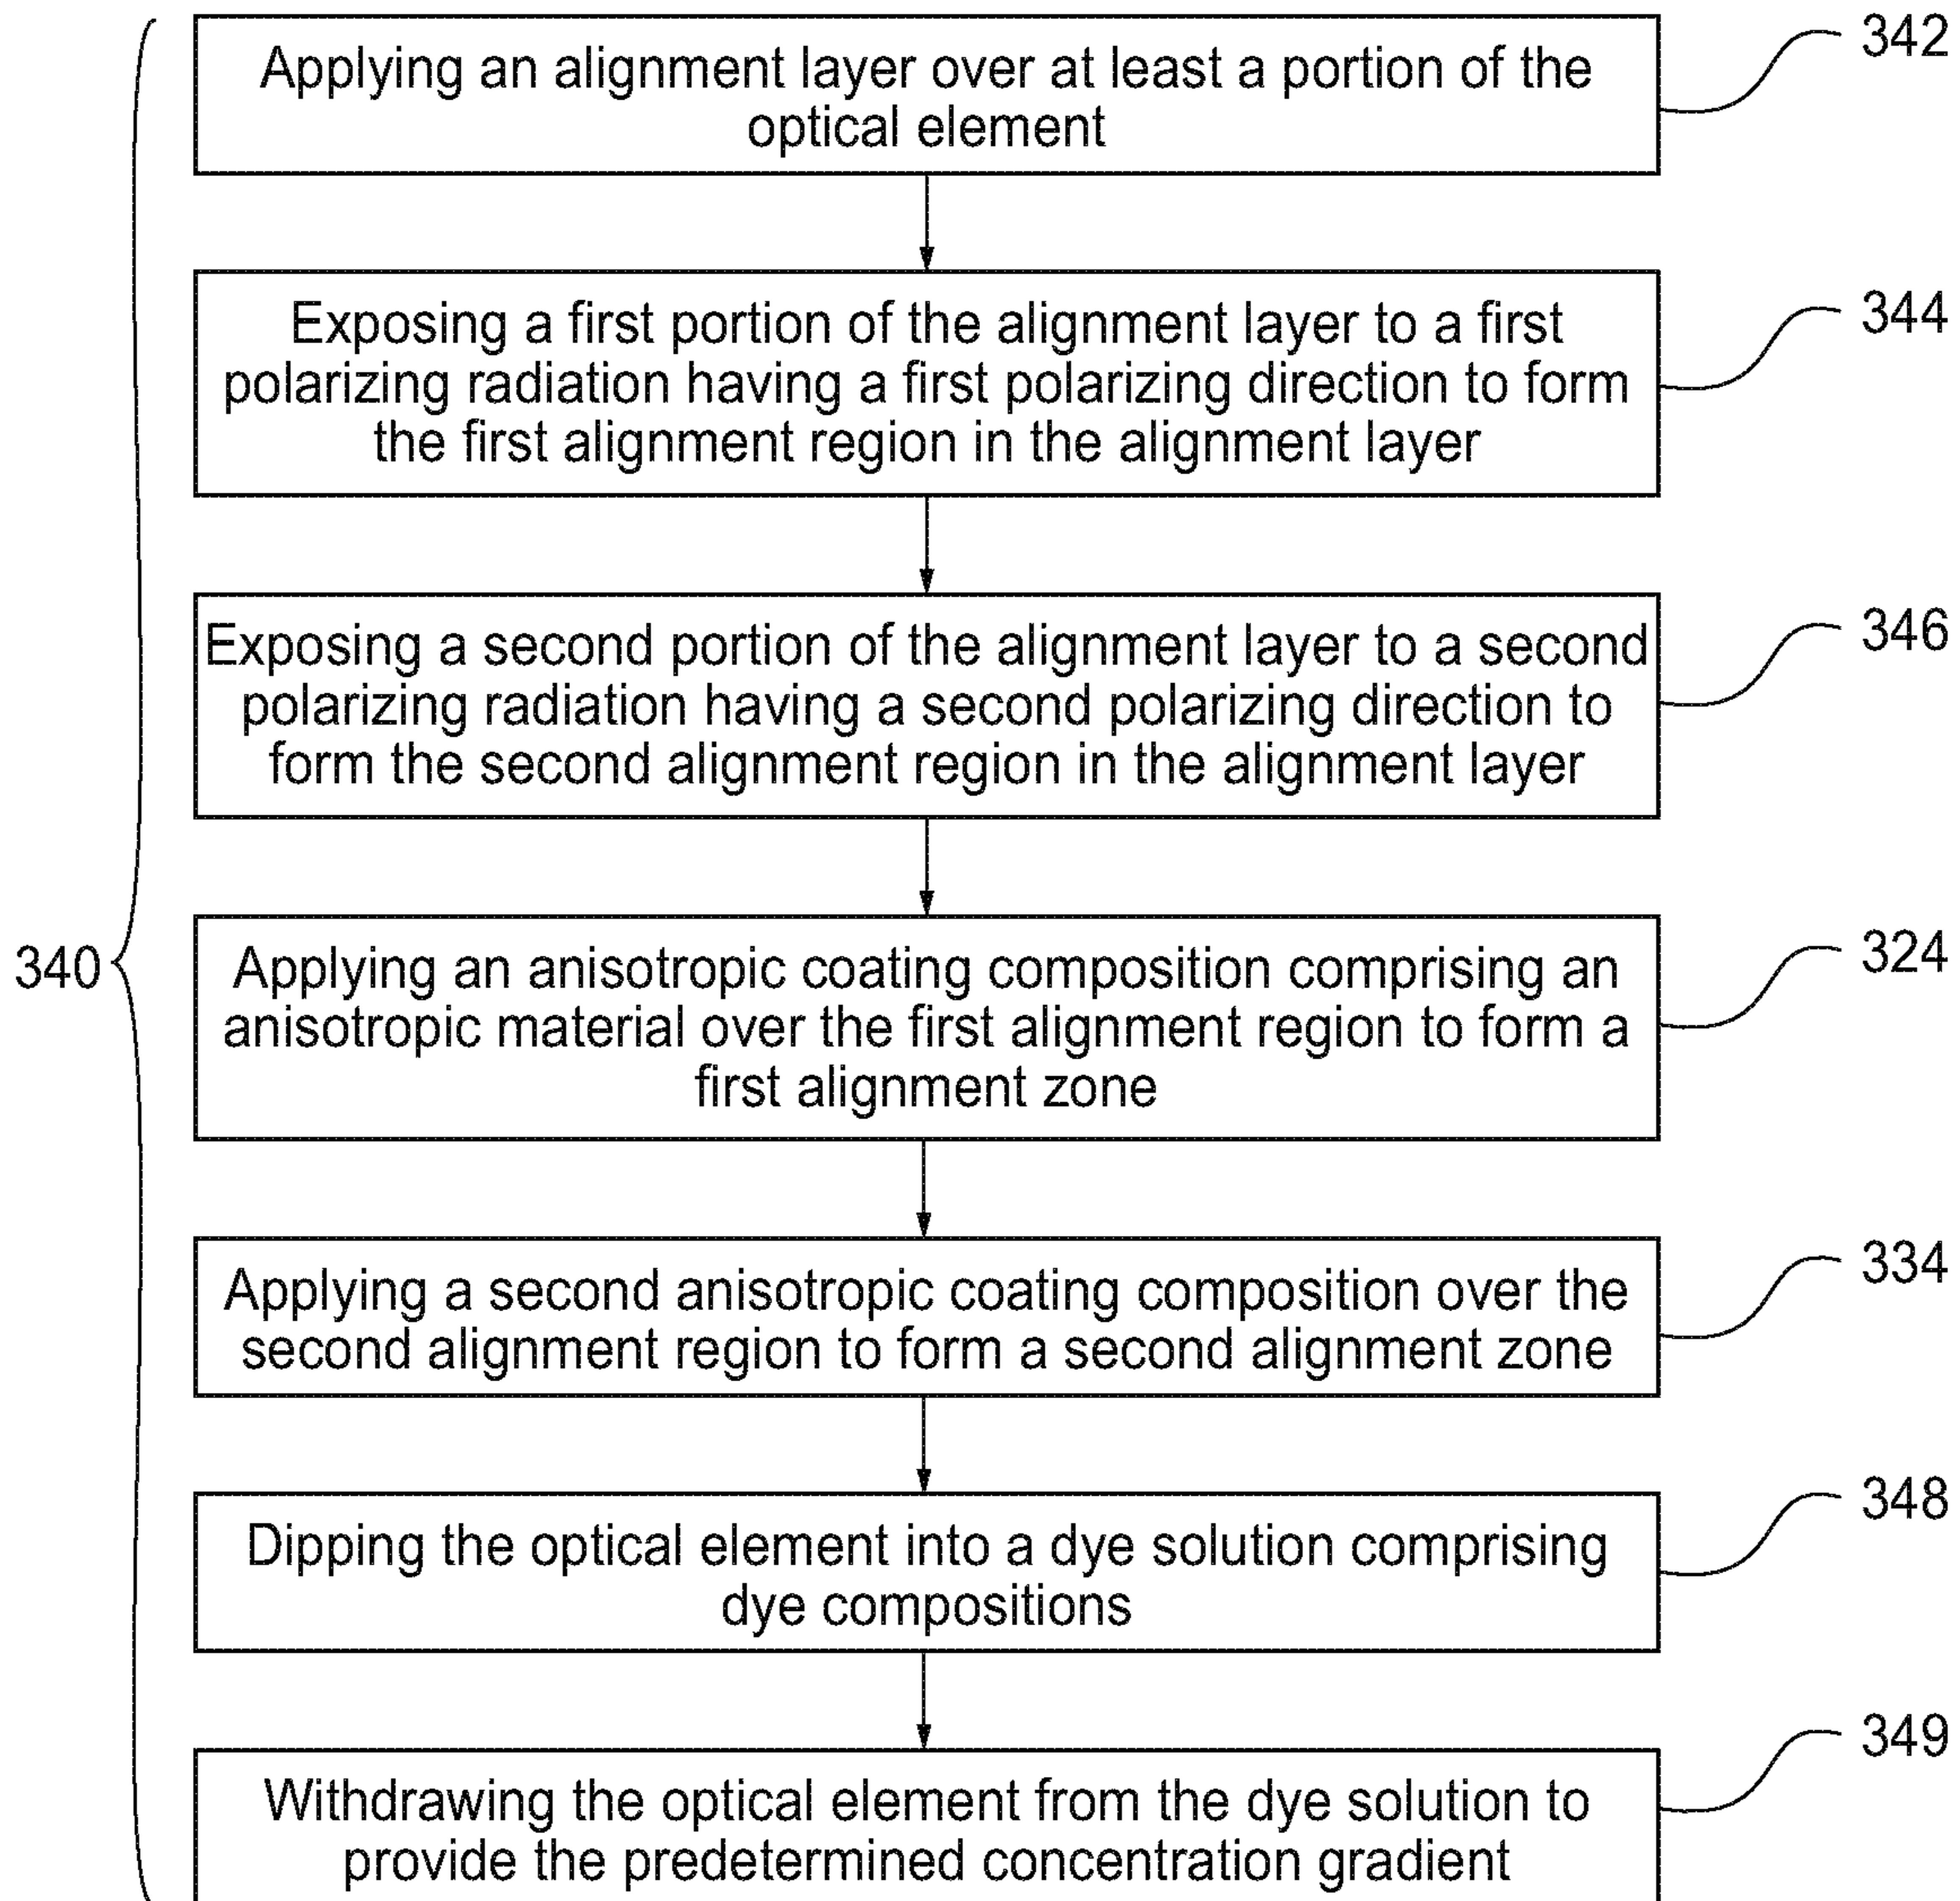 342
Applying an alignment layer over at least a portion of the
optical element
344
Exposing a first portion of the alignment layer to a first
polarizing radiation having a first polarizing direction to form
the first alignment region in the alignment layer
346
Exposing a second portion of the alignment layer to a second
polarizing radiation having a second polarizing direction to
form the second alignment region in the alignment layer
340
324
Applying an anisotropic coating composition comprising an
anisotropic material over the first alignment region to form a
first alignment zone
334
Applying a second anisotropic coating composition over the
second alignment region to form a second alignment zone
348
Dipping the optical element into a dye solution comprising
dye compositions
349
Withdrawing the optical element from the dye solution to
provide the predetermined concentration gradient